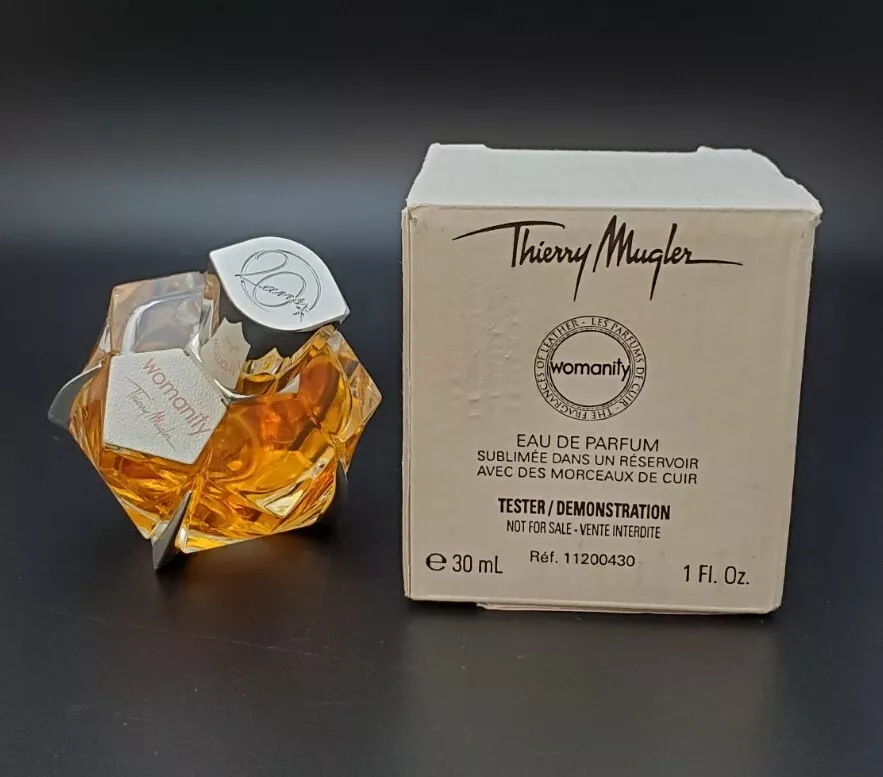 20
ans
womanity
Thierry Mugler
Thierry Mugler
THE FRAGRANCES OF LEATHER - LES PARFUMS DE CUIR -
womanity
EAU DE PARFUM
SUBLIMÉE DANS UN RÉSERVOIR
AVEC DES MORCEAUX DE CUIR
TESTER / DEMONSTRATION
NOT FOR SALE - VENTE INTERDITE
Réf. 11200430
℮ 30 mL
1 Fl. Oz.